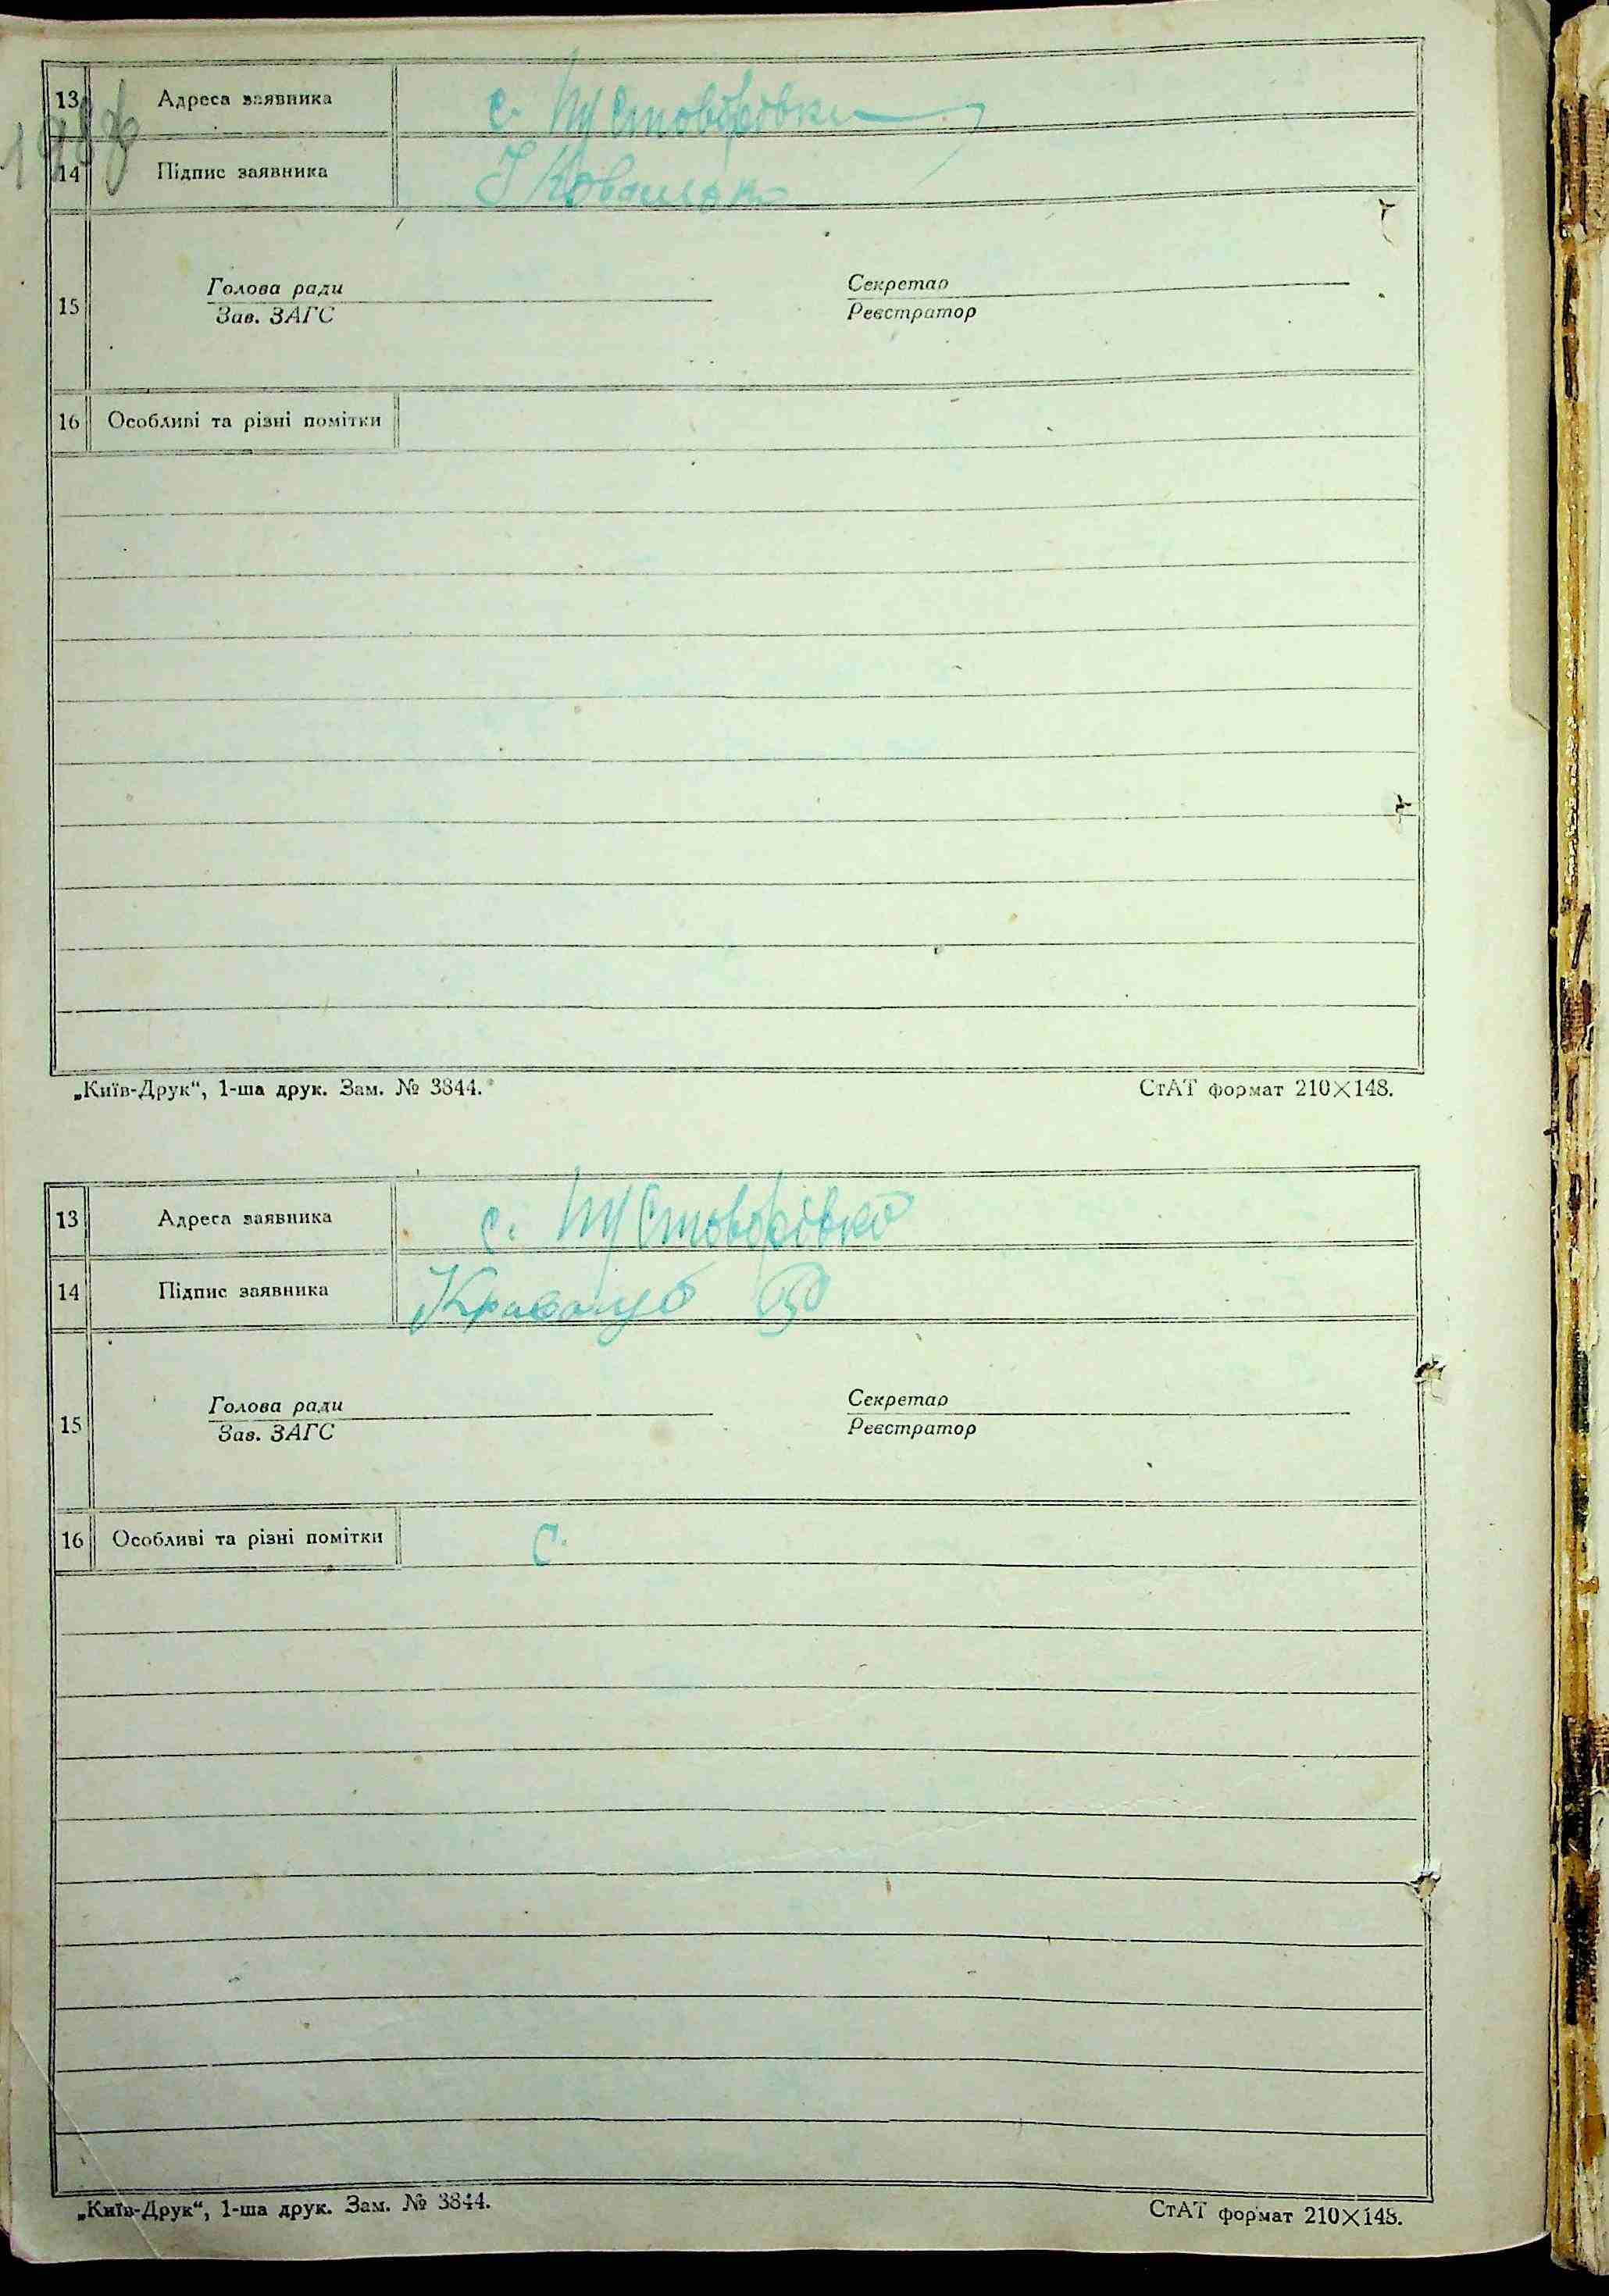 13 Адреса заявника с. Пустоварівка
14 Підпис заявника
15 Голова ради Секретар
Зав. ЗАГС Реєстратор
16 Особливі та різні помітки
„Київ-Друк“, 1-ша друк. Зам. № 3844. СтАТ формат 210×148.
13 Адреса заявника с. Пустоварівка
14 Підпис заявника
15 Голова ради Секретар
Зав. ЗАГС Реєстратор
16 Особливі та різні помітки С.
„Київ-Друк“, 1-ша друк. Зам. № 3844. СтАТ формат 210×148.